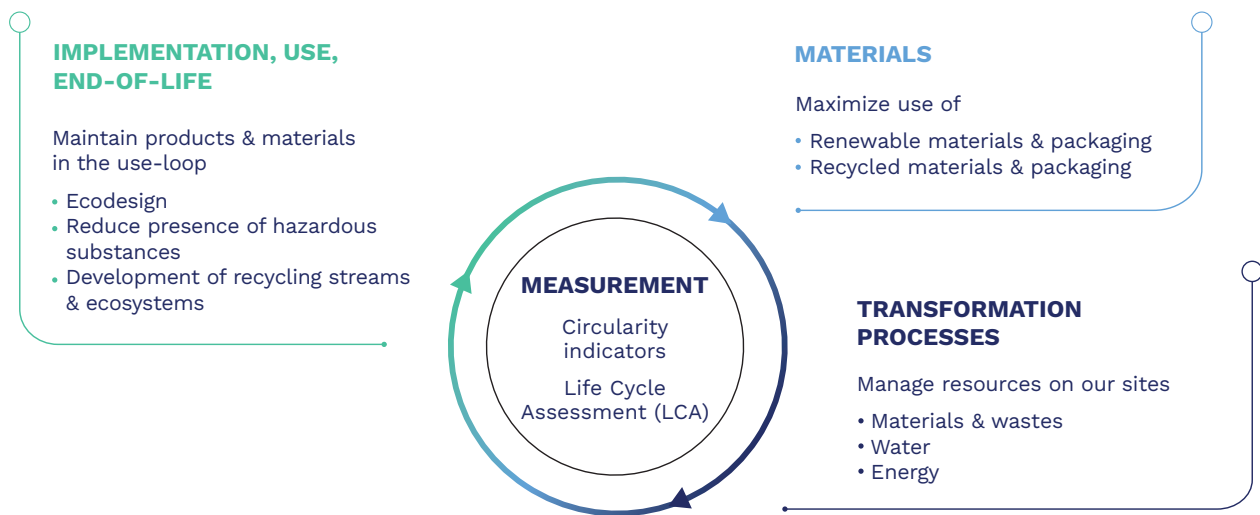 IMPLEMENTATION, USE,
END-OF-LIFE
Maintain products & materials
in the use-loop
• Ecodesign
• Reduce presence of hazardous
substances
• Development of recycling streams
& ecosystems
MATERIALS
Maximize use of
• Renewable materials & packaging
• Recycled materials & packaging
MEASUREMENT
Circularity
indicators
Life Cycle
Assessment (LCA)
TRANSFORMATION
PROCESSES
Manage resources on our sites
• Materials & wastes
• Water
• Energy